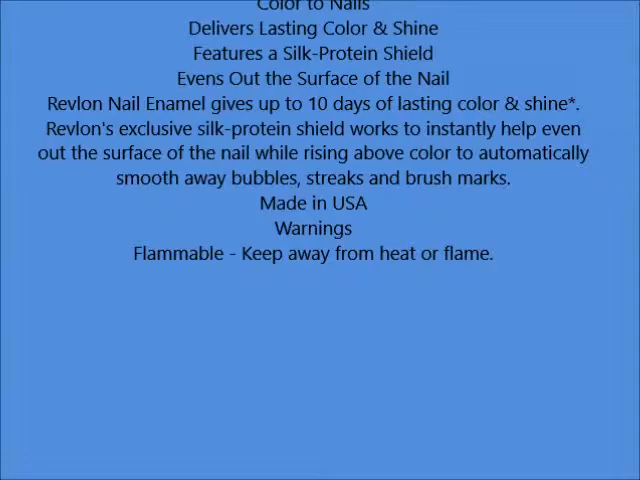 Color to Nails
Delivers Lasting Color & Shine
Features a Silk-Protein Shield
Evens Out the Surface of the Nail
Revlon Nail Enamel gives up to 10 days of lasting color & shine*.
Revlon's exclusive silk-protein shield works to instantly help even
out the surface of the nail while rising above color to automatically
smooth away bubbles, streaks and brush marks.
Made in USA
Warnings
Flammable - Keep away from heat or flame.